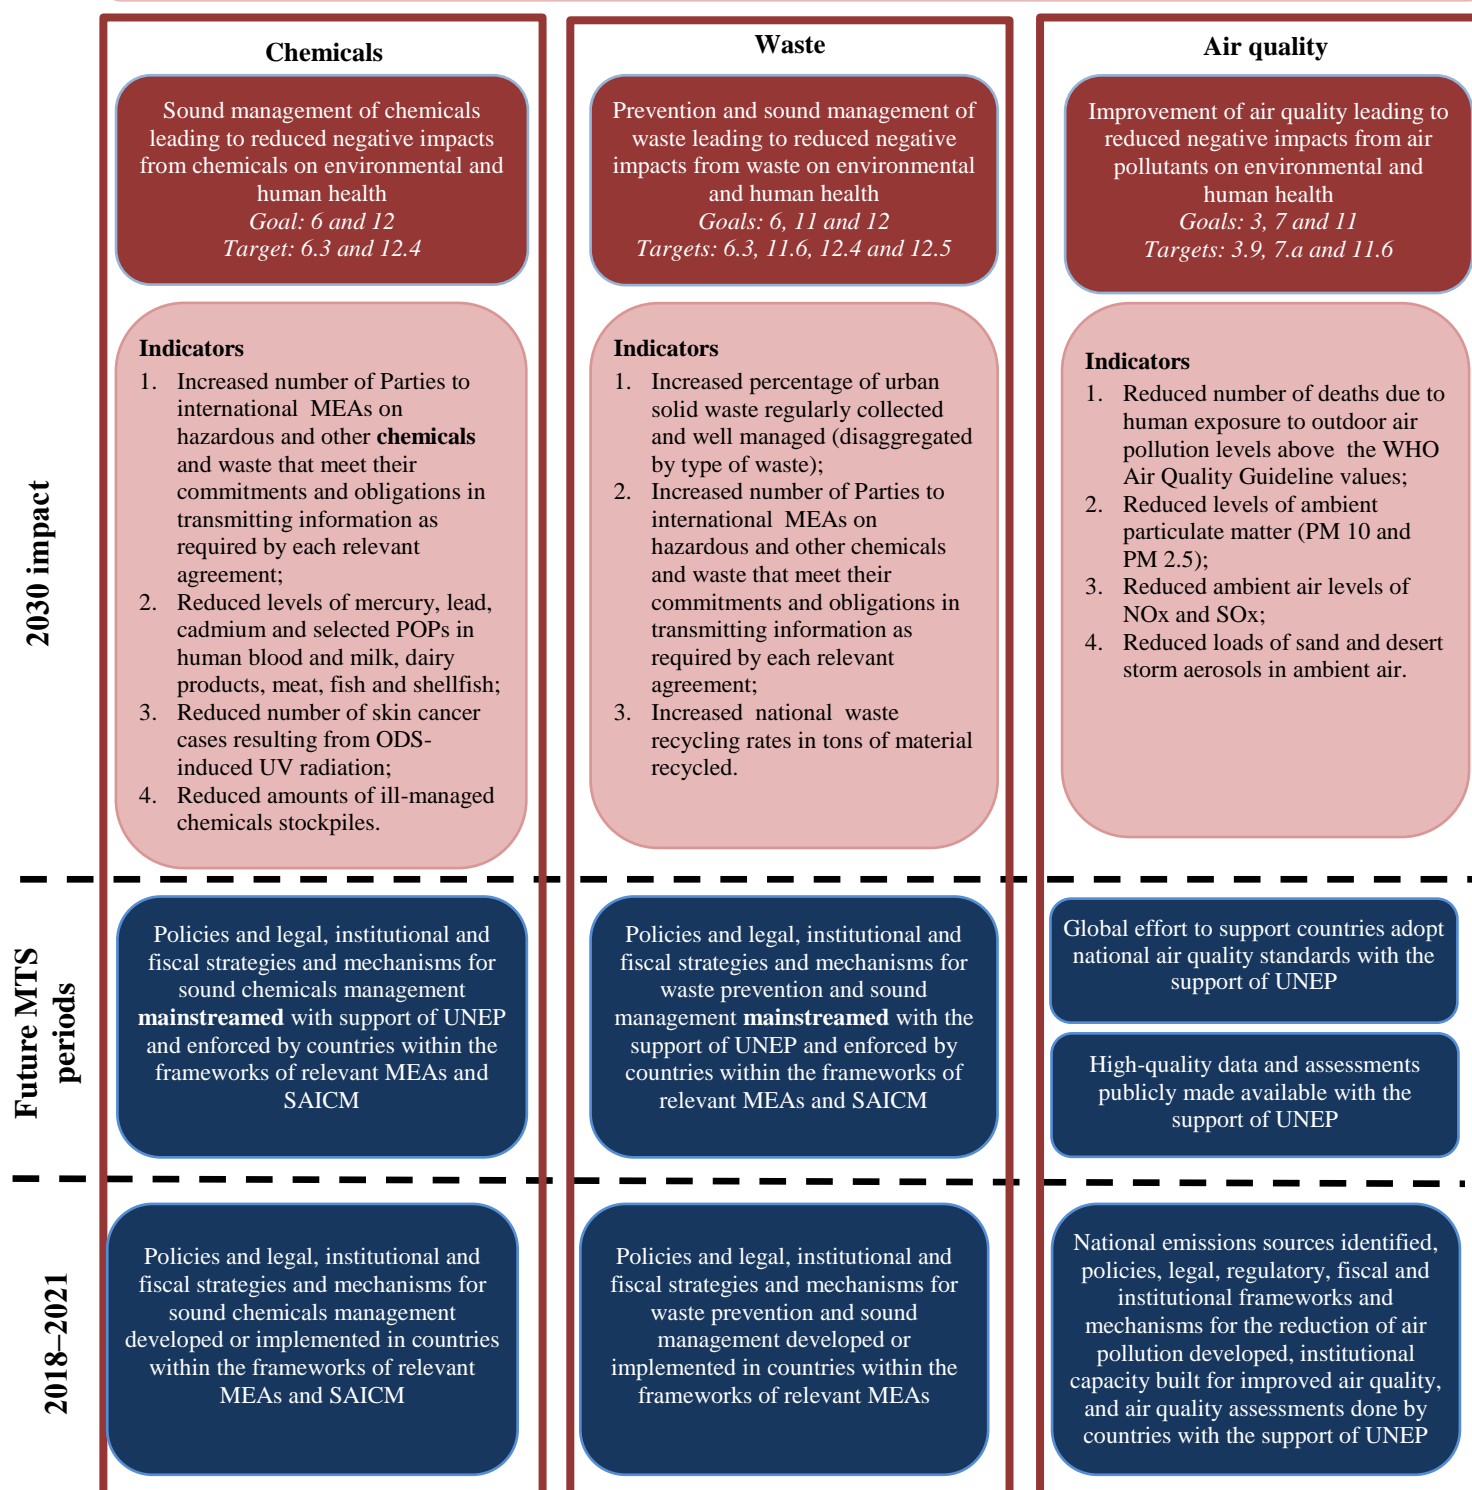 Chemicals
Sound management of chemicals
leading to reduced negative impacts
from chemicals on environmental and
human health
Goal: 6 and 12
Target: 6.3 and 12.4
Indicators
1. Increased number of Parties to
international MEAs on
hazardous and other chemicals
and waste that meet their
commitments and obligations in
transmitting information as
required by each relevant
agreement;
2. Reduced levels of mercury, lead,
cadmium and selected POPs in
human blood and milk, dairy
products, meat, fish and shellfish;
3. Reduced number of skin cancer
cases resulting from ODS-
induced UV radiation;
4. Reduced amounts of ill-managed
chemicals stockpiles.
Waste
Prevention and sound management of
waste leading to reduced negative
impacts from waste on environmental
and human health
Goals: 6, 11 and 12
Targets: 6.3, 11.6, 12.4 and 12.5
Indicators
1. Increased percentage of urban
solid waste regularly collected
and well managed (disaggregated
by type of waste);
2. Increased number of Parties to
international MEAs on
hazardous and other chemicals
and waste that meet their
commitments and obligations in
transmitting information as
required by each relevant
agreement;
3. Increased national waste
recycling rates in tons of material
recycled.
Air quality
Improvement of air quality leading to
reduced negative impacts from air
pollutants on environmental and
human health
Goals: 3, 7 and 11
Targets: 3.9, 7.a and 11.6
Indicators
1. Reduced number of deaths due to
human exposure to outdoor air
pollution levels above the WHO
Air Quality Guideline values;
2. Reduced levels of ambient
particulate matter (PM 10 and
PM 2.5);
3. Reduced ambient air levels of
NOx and SOx;
4. Reduced loads of sand and desert
storm aerosols in ambient air.
2030 impact
Future MTS
periods
Policies and legal, institutional and
fiscal strategies and mechanisms for
sound chemicals management
mainstreamed with support of UNEP
and enforced by countries within the
frameworks of relevant MEAs and
SAICM
Policies and legal, institutional and
fiscal strategies and mechanisms for
waste prevention and sound
management mainstreamed with the
support of UNEP and enforced by
countries within the frameworks of
relevant MEAs and SAICM
Global effort to support countries adopt
national air quality standards with the
support of UNEP
High-quality data and assessments
publicly made available with the
support of UNEP
2018–2021
Policies and legal, institutional and
fiscal strategies and mechanisms for
sound chemicals management
developed or implemented in countries
within the frameworks of relevant
MEAs and SAICM
Policies and legal, institutional and
fiscal strategies and mechanisms for
waste prevention and sound
management developed or
implemented in countries within the
frameworks of relevant MEAs
National emissions sources identified,
policies, legal, regulatory, fiscal and
institutional frameworks and
mechanisms for the reduction of air
pollution developed, institutional
capacity built for improved air quality,
and air quality assessments done by
countries with the support of UNEP